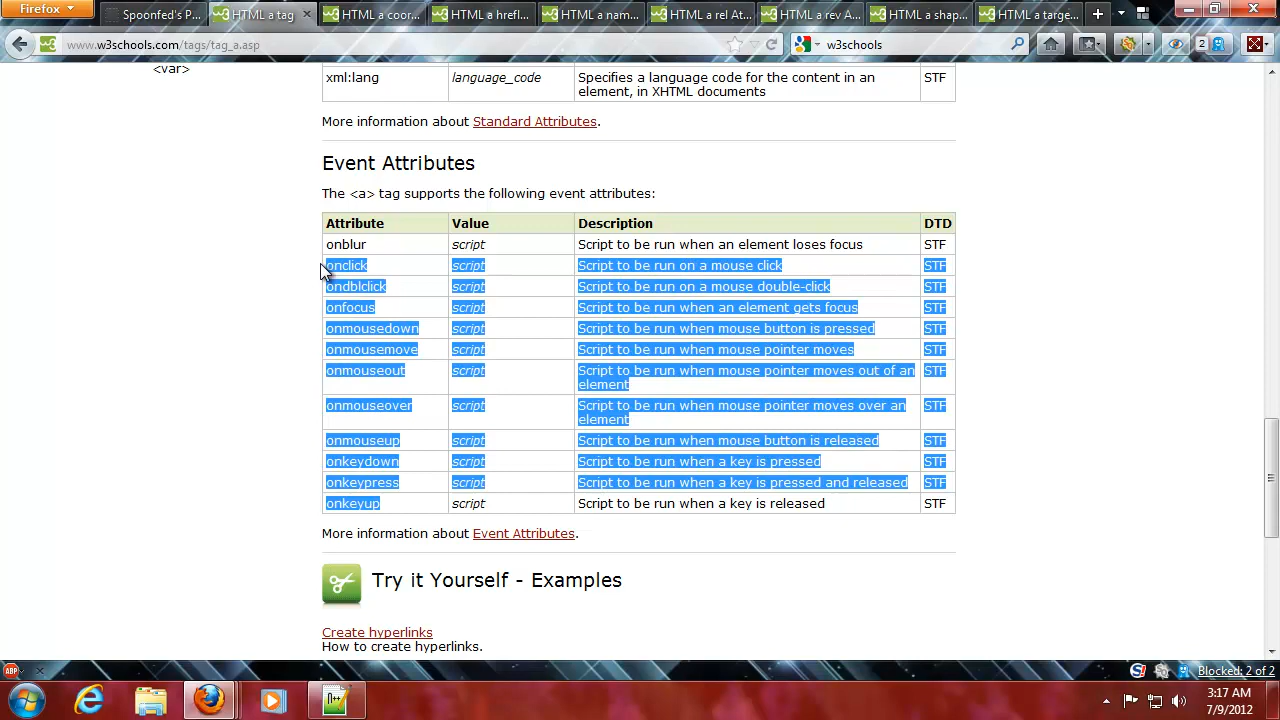 Firefox
Spoonfed's P...
HTML a tag
HTML a coor...
HTML a hrefl...
HTML a nam...
HTML a rel At...
HTML a rev A...
HTML a shap...
HTML a targe...
www.w3schools.com/tags/tag_a.asp
w3schools
2
<var>
xml:lang language_code Specifies a language code for the content in an STF
element, in XHTML documents
More information about Standard Attributes.
Event Attributes
The <a> tag supports the following event attributes:
Attribute Value Description DTD
onblur script Script to be run when an element loses focus STF
onclick script Script to be run on a mouse click STF
ondblclick script Script to be run on a mouse double-click STF
onfocus script Script to be run when an element gets focus STF
onmousedown script Script to be run when mouse button is pressed STF
onmousemove script Script to be run when mouse pointer moves STF
onmouseout script Script to be run when mouse pointer moves out of an STF
element
onmouseover script Script to be run when mouse pointer moves over an STF
element
onmouseup script Script to be run when mouse button is released STF
onkeydown script Script to be run when a key is pressed STF
onkeypress script Script to be run when a key is pressed and released STF
onkeyup script Script to be run when a key is released STF
More information about Event Attributes.
Try it Yourself - Examples
Create hyperlinks
How to create hyperlinks.
ABP
Blocked: 2 of 2
3:17 AM
7/9/2012